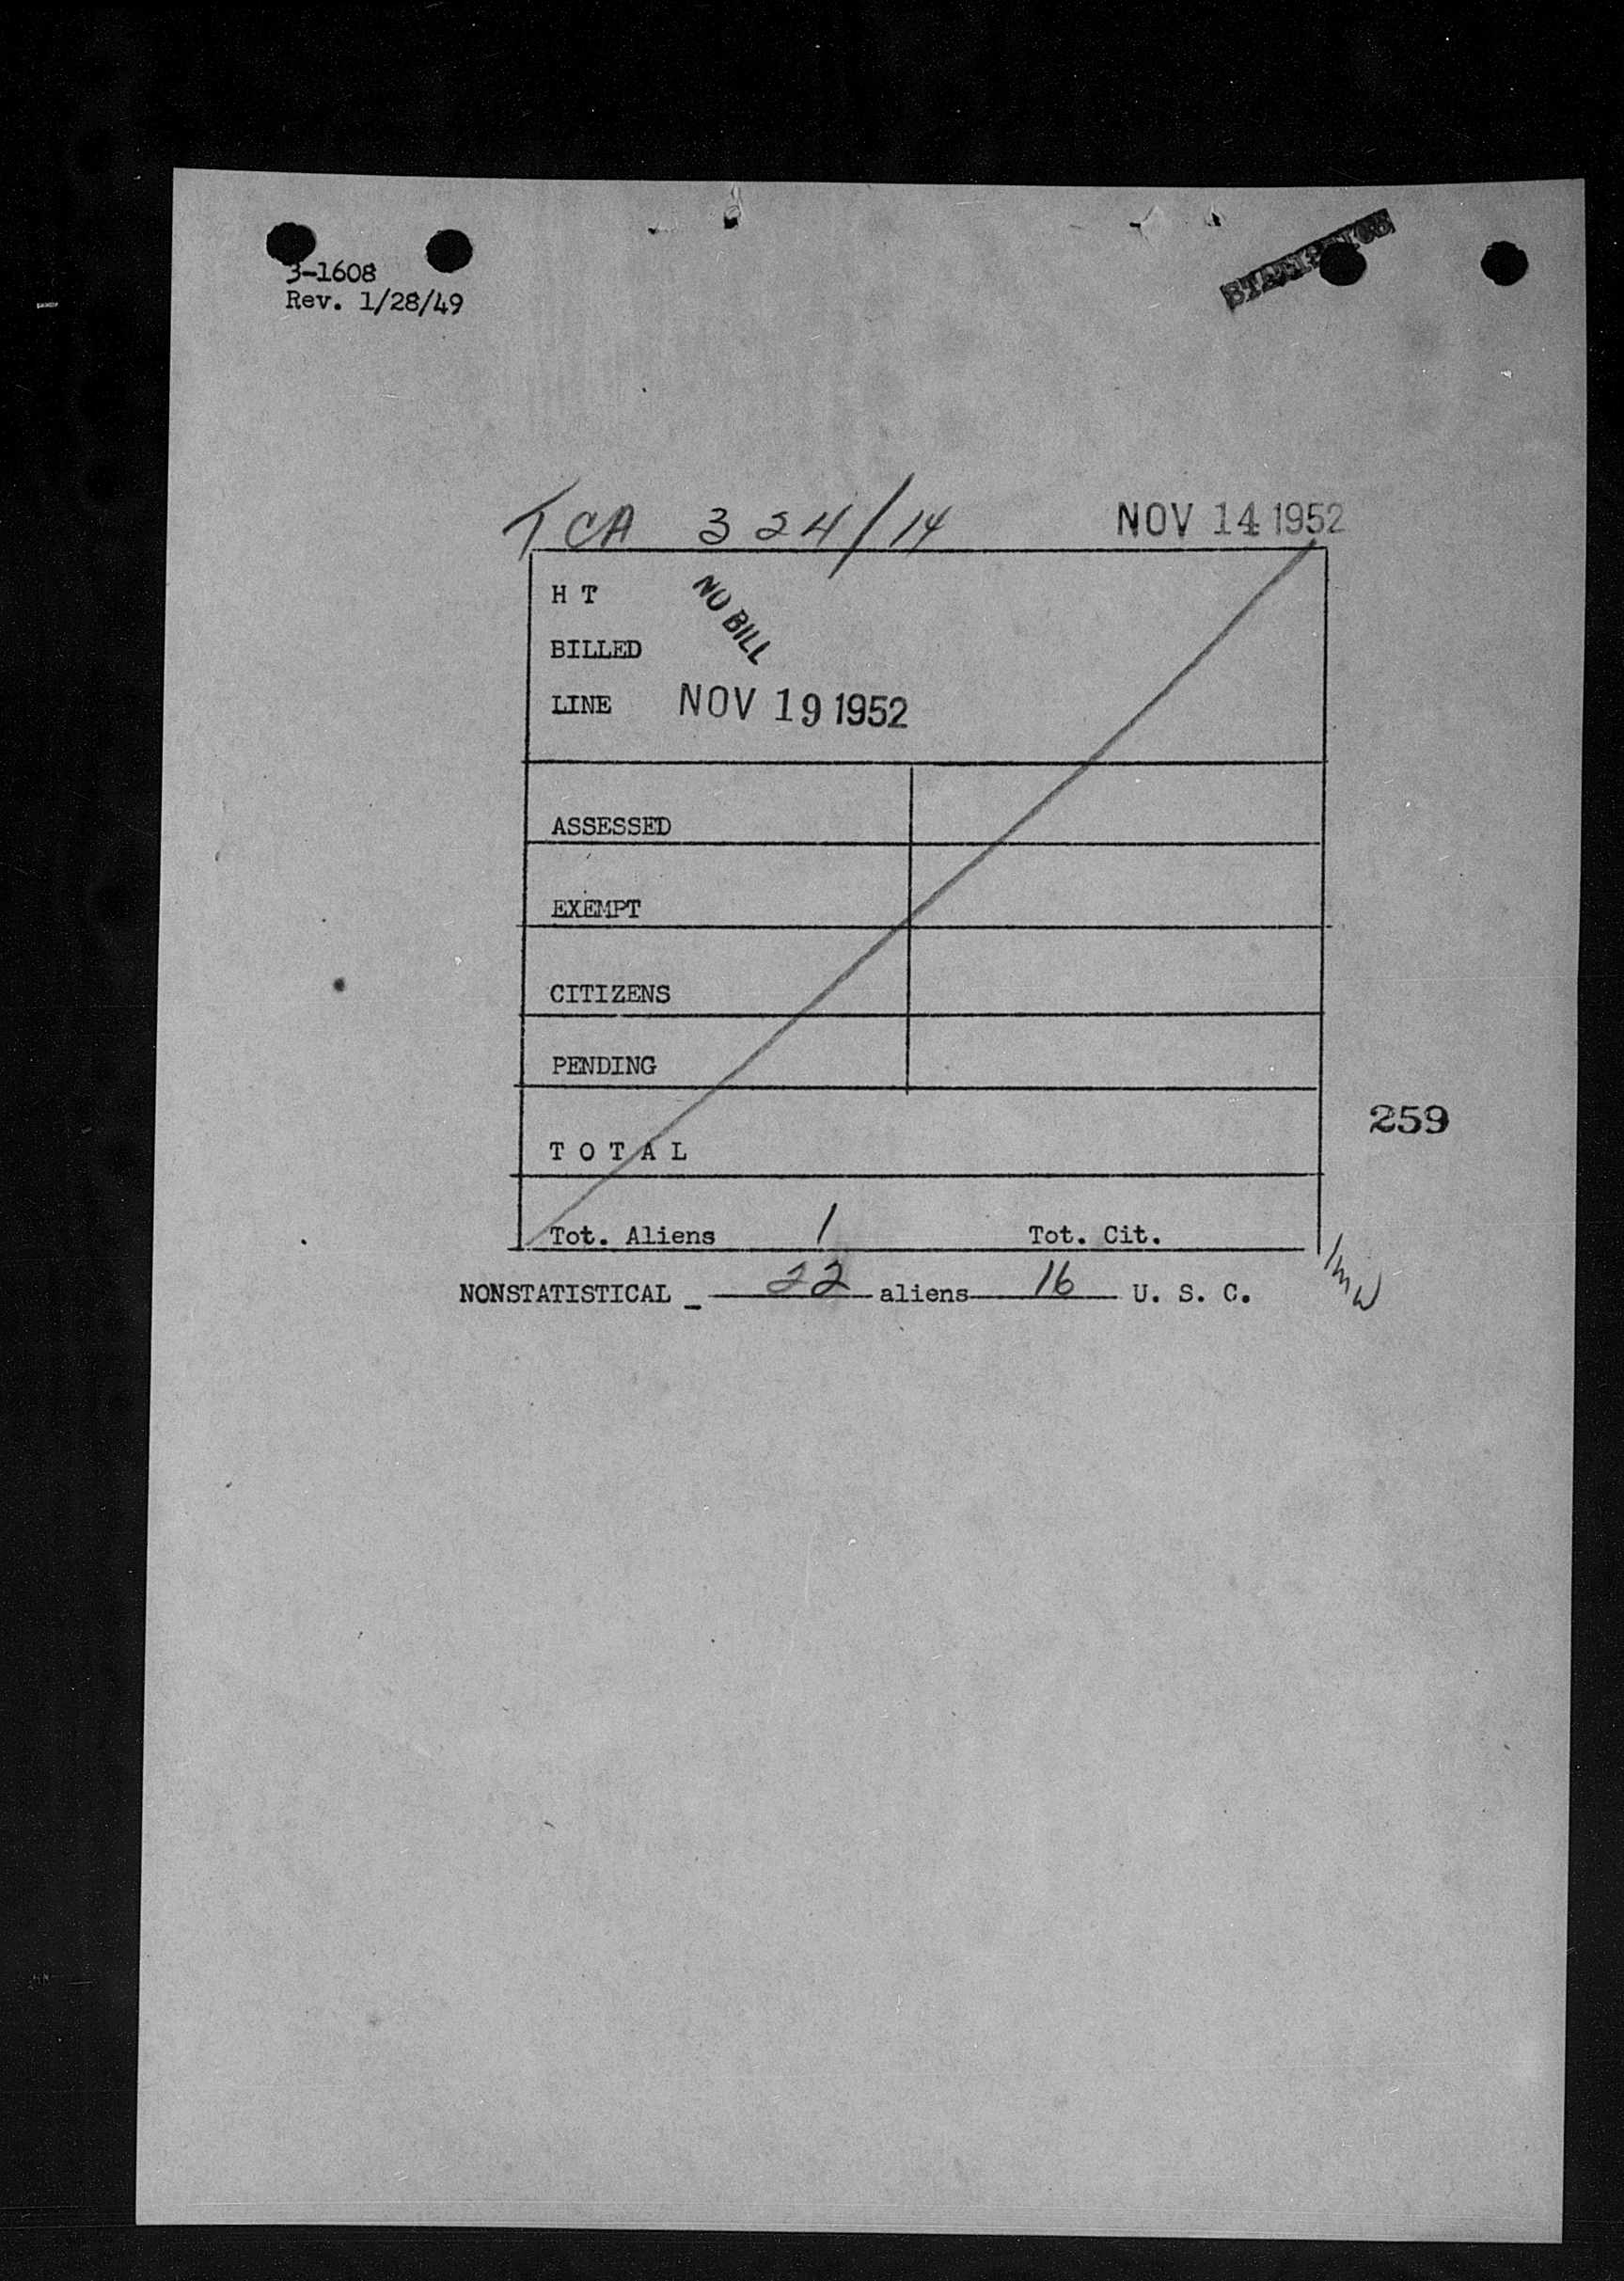 3-1608
Rev. 1/28/49
TCA 324/14 NOV 14 1952
H T
NO BILL
BILLED
LINE NOV 19 1952
ASSESSED
EXEMPT
CITIZENS
PENDING
259
T O T A L
Tot. Aliens 1 Tot. Cit.
NONSTATISTICAL _ 22 aliens 16 U. S. C.